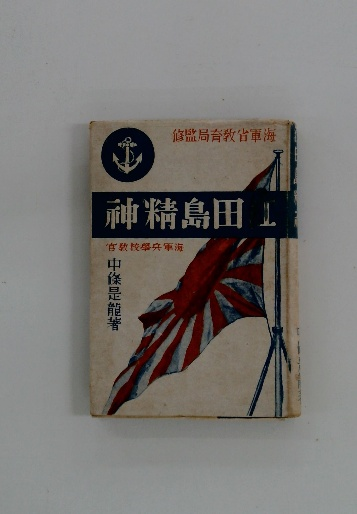 海軍省教育局監修
江田島精神
海軍兵學校教官
中條是龍著